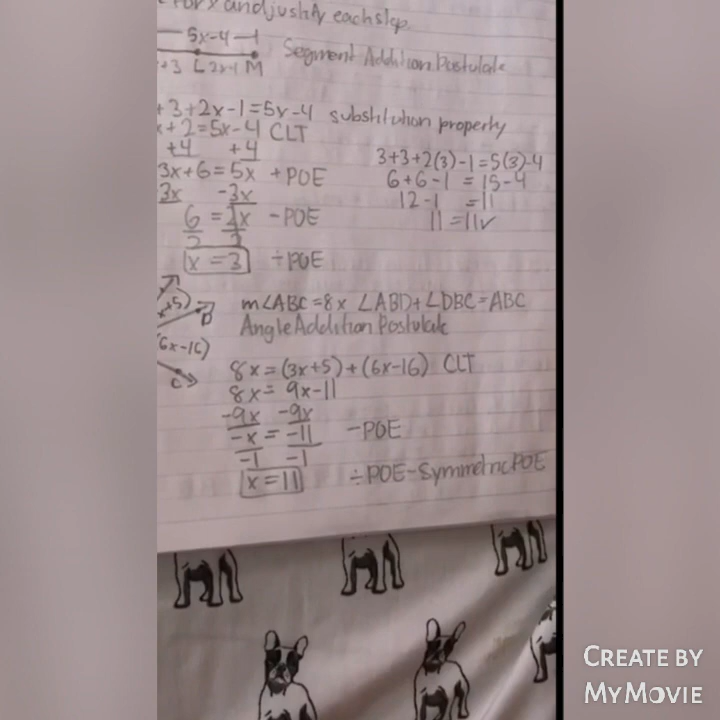 for x and justify each step.
5x-4
Segment Addition Postulate
+3 L 2x-1 M
+3+2x-1=5x-4 substitution property
x+2=5x-4 CLT
+4 +4
3x+6=5x +POE
3x -3x
6=2x -POE
2 2
x=3 ÷POE
3+3+2(3)-1=5(3)-4
6+6-1=15-4
12-1=11
11=11✓
+5)
D
(6x-16)
C
m∠ABC=8x ∠ABD+∠DBC=ABC
Angle Addition Postulate
8x=(3x+5)+(6x-16) CLT
8x=9x-11
-9x -9x
-x=-11 -POE
-1 -1
x=11 ÷POE-Symmetric POE
CREATE BY
MYMOVIE